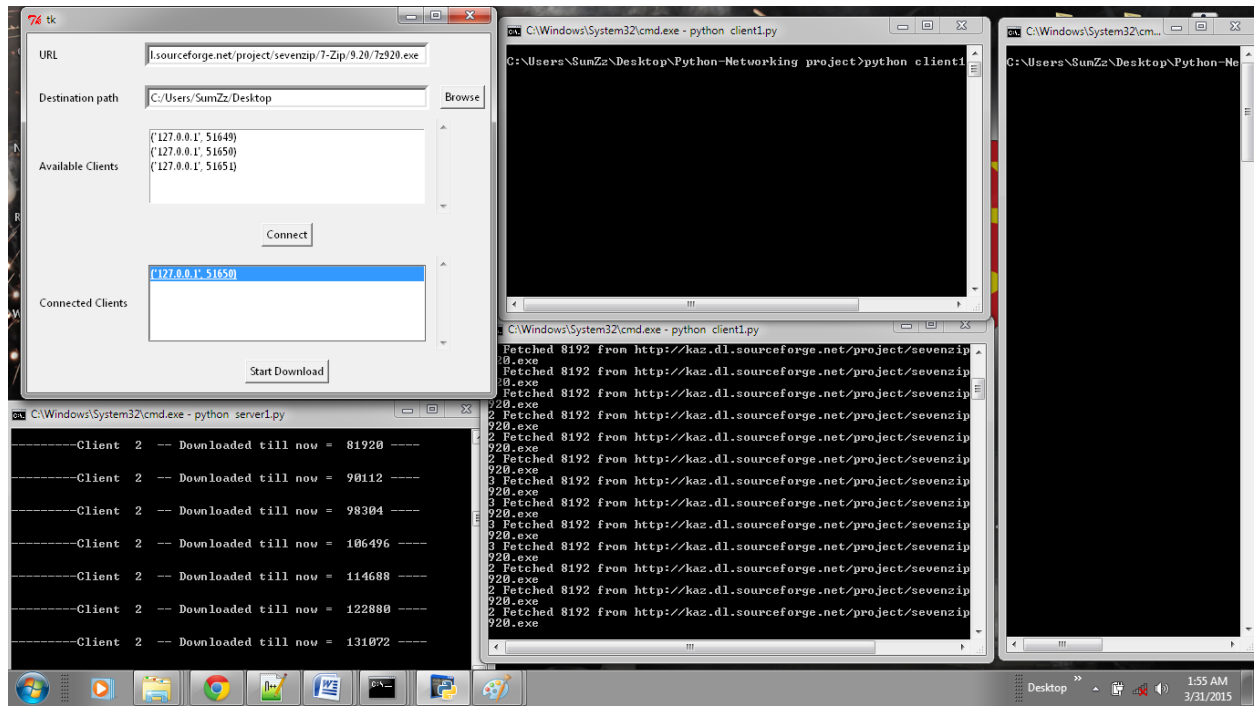 tk
URL
l.sourceforge.net/project/sevenzip/7-Zip/9.20/7z920.exe
Destination path
C:/Users/SumZz/Desktop
Browse
Available Clients
('127.0.0.1', 51649)
('127.0.0.1', 51650)
('127.0.0.1', 51651)
Connect
Connected Clients
('127.0.0.1', 51650)
Start Download
C:\Windows\System32\cmd.exe - python server1.py
---------Client 2 -- Downloaded till now = 81920 ----
---------Client 2 -- Downloaded till now = 90112 ----
---------Client 2 -- Downloaded till now = 98304 ----
---------Client 2 -- Downloaded till now = 106496 ----
---------Client 2 -- Downloaded till now = 114688 ----
---------Client 2 -- Downloaded till now = 122880 ----
---------Client 2 -- Downloaded till now = 131072 ----
C:\Windows\System32\cmd.exe - python client1.py
C:\Users\SumZz\Desktop\Python-Networking project>python client1
C:\Windows\System32\cmd.exe - python client1.py
Fetched 8192 from http://kaz.dl.sourceforge.net/project/sevenzip
20.exe
Fetched 8192 from http://kaz.dl.sourceforge.net/project/sevenzip
20.exe
Fetched 8192 from http://kaz.dl.sourceforge.net/project/sevenzip
920.exe
2 Fetched 8192 from http://kaz.dl.sourceforge.net/project/sevenzip
920.exe
2 Fetched 8192 from http://kaz.dl.sourceforge.net/project/sevenzip
920.exe
2 Fetched 8192 from http://kaz.dl.sourceforge.net/project/sevenzip
920.exe
3 Fetched 8192 from http://kaz.dl.sourceforge.net/project/sevenzip
920.exe
3 Fetched 8192 from http://kaz.dl.sourceforge.net/project/sevenzip
920.exe
3 Fetched 8192 from http://kaz.dl.sourceforge.net/project/sevenzip
920.exe
3 Fetched 8192 from http://kaz.dl.sourceforge.net/project/sevenzip
920.exe
2 Fetched 8192 from http://kaz.dl.sourceforge.net/project/sevenzip
920.exe
2 Fetched 8192 from http://kaz.dl.sourceforge.net/project/sevenzip
920.exe
2 Fetched 8192 from http://kaz.dl.sourceforge.net/project/sevenzip
920.exe
C:\Windows\System32\cm...
C:\Users\SumZz\Desktop\Python-Ne
Desktop
1:55 AM
3/31/2015